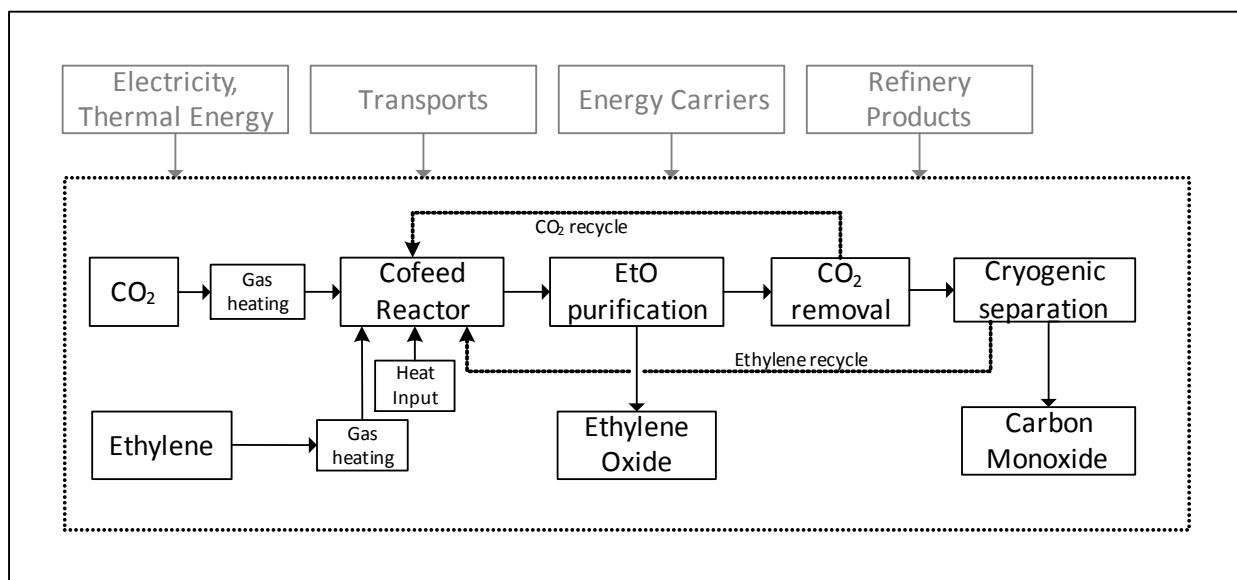 Electricity,
Thermal Energy
Transports
Energy Carriers
Refinery
Products
CO₂ recycle
CO₂
Gas
heating
Cofeed
Reactor
EtO
purification
CO₂
removal
Cryogenic
separation
Ethylene recycle
Heat
Input
Ethylene
Gas
heating
Ethylene
Oxide
Carbon
Monoxide